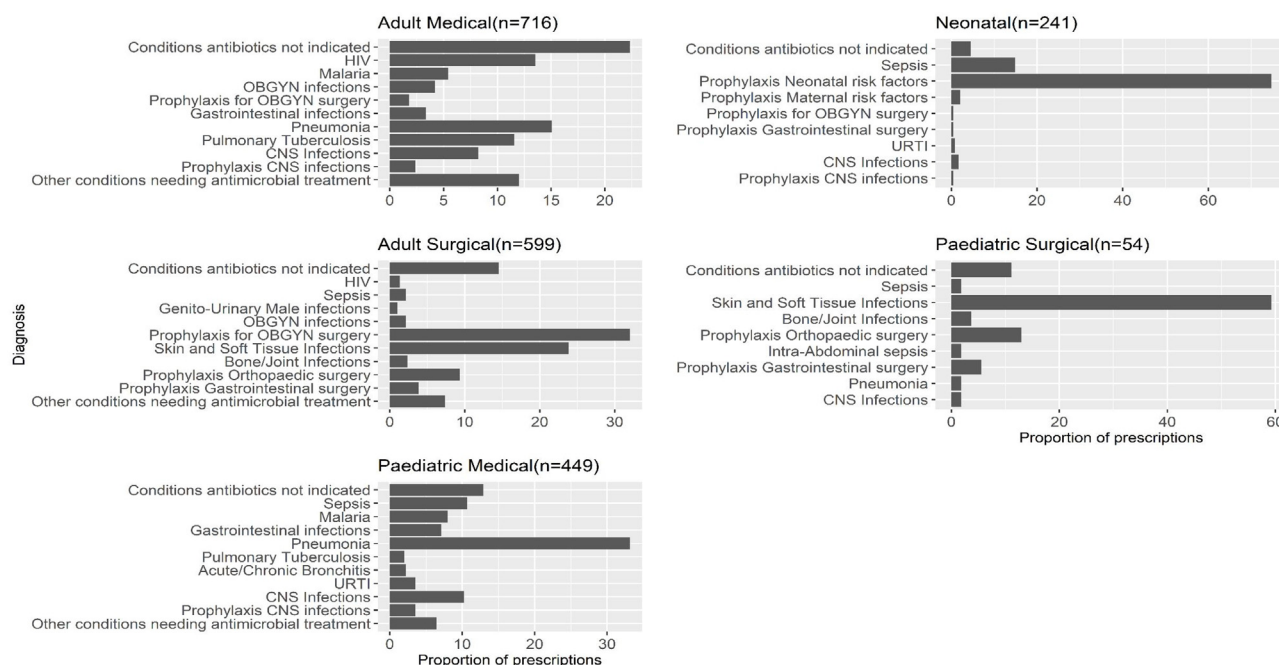 Adult Medical(n=716)
Conditions antibiotics not indicated
HIV
Malaria
OBGYN infections
Prophylaxis for OBGYN surgery
Gastrointestinal infections
Pneumonia
Pulmonary Tuberculosis
CNS Infections
Prophylaxis CNS infections
Other conditions needing antimicrobial treatment
0 5 10 15 20
Neonatal(n=241)
Conditions antibiotics not indicated
Sepsis
Prophylaxis Neonatal risk factors
Prophylaxis Maternal risk factors
Prophylaxis for OBGYN surgery
Prophylaxis Gastrointestinal surgery
URTI
CNS Infections
Prophylaxis CNS infections
0 20 40 60
Diagnosis
Adult Surgical(n=599)
Conditions antibiotics not indicated
HIV
Sepsis
Genito-Urinary Male infections
OBGYN infections
Prophylaxis for OBGYN surgery
Skin and Soft Tissue Infections
Bone/Joint Infections
Prophylaxis Orthopaedic surgery
Prophylaxis Gastrointestinal surgery
Other conditions needing antimicrobial treatment
0 10 20 30
Paediatric Surgical(n=54)
Conditions antibiotics not indicated
Sepsis
Skin and Soft Tissue Infections
Bone/Joint Infections
Prophylaxis Orthopaedic surgery
Intra-Abdominal sepsis
Prophylaxis Gastrointestinal surgery
Pneumonia
CNS Infections
0 20 40 60
Proportion of prescriptions
Paediatric Medical(n=449)
Conditions antibiotics not indicated
Sepsis
Malaria
Gastrointestinal infections
Pneumonia
Pulmonary Tuberculosis
Acute/Chronic Bronchitis
URTI
CNS Infections
Prophylaxis CNS infections
Other conditions needing antimicrobial treatment
0 10 20 30
Proportion of prescriptions